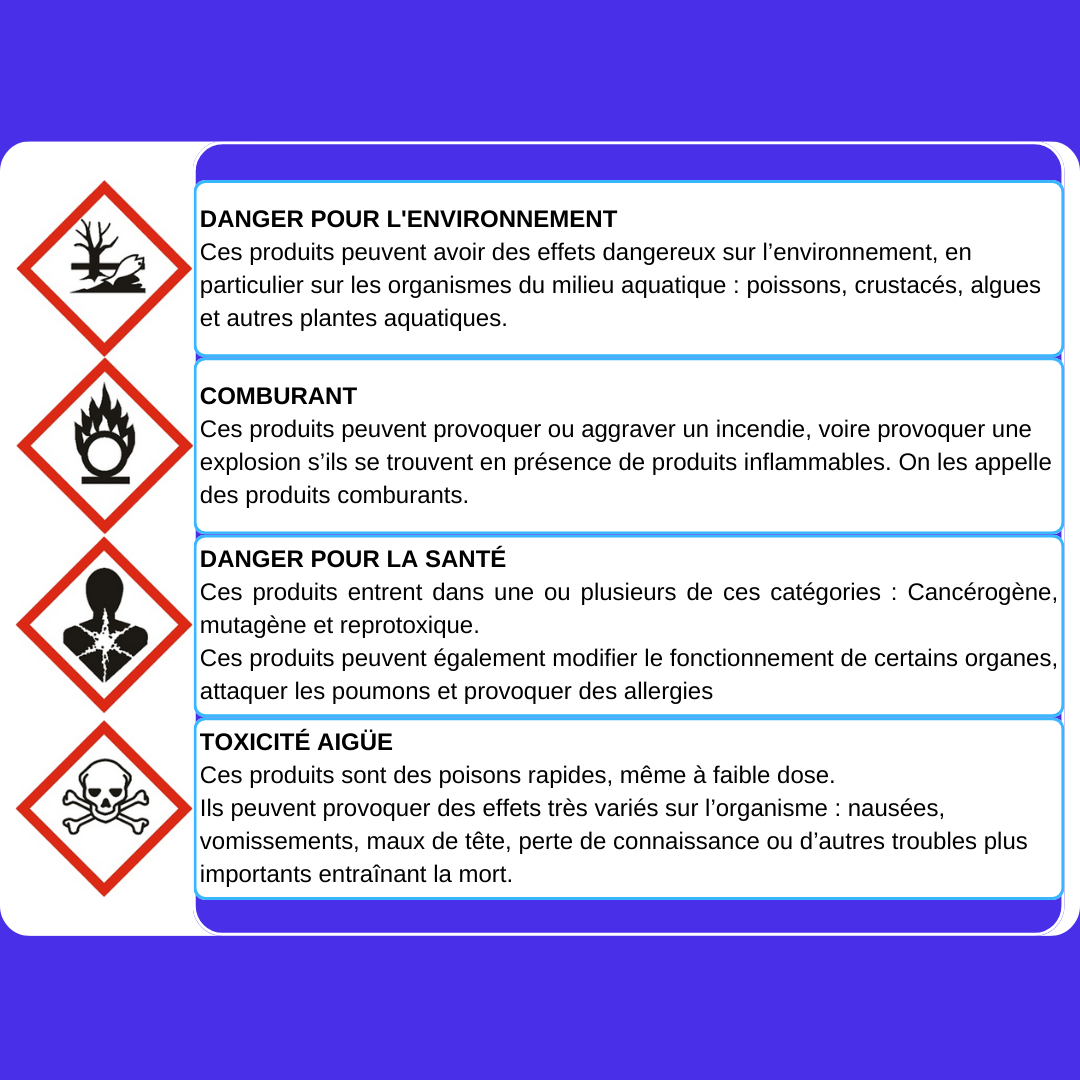 DANGER POUR L'ENVIRONNEMENT
Ces produits peuvent avoir des effets dangereux sur l’environnement, en
particulier sur les organismes du milieu aquatique : poissons, crustacés, algues
et autres plantes aquatiques.
COMBURANT
Ces produits peuvent provoquer ou aggraver un incendie, voire provoquer une
explosion s’ils se trouvent en présence de produits inflammables. On les appelle
des produits comburants.
DANGER POUR LA SANTÉ
Ces produits entrent dans une ou plusieurs de ces catégories : Cancérogène,
mutagène et reprotoxique.
Ces produits peuvent également modifier le fonctionnement de certains organes,
attaquer les poumons et provoquer des allergies
TOXICITÉ AIGÜE
Ces produits sont des poisons rapides, même à faible dose.
Ils peuvent provoquer des effets très variés sur l’organisme : nausées,
vomissements, maux de tête, perte de connaissance ou d’autres troubles plus
importants entraînant la mort.